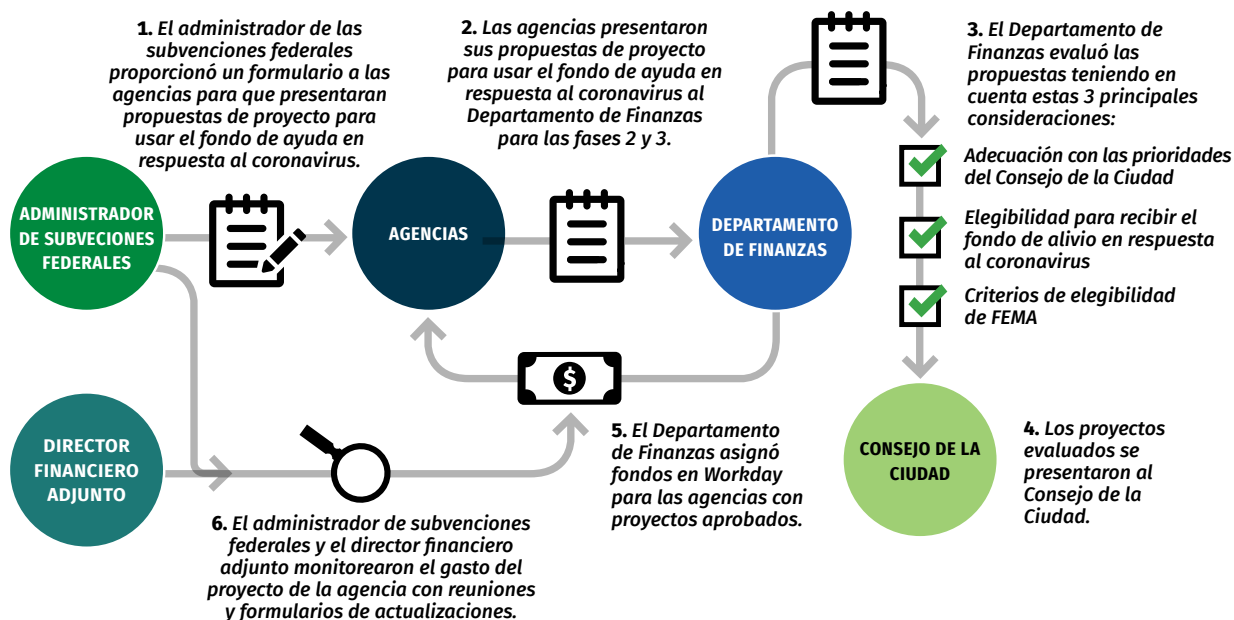 1. El administrador de las
subvenciones federales
proporcionó un formulario a las
agencias para que presentaran
propuestas de proyecto para
usar el fondo de ayuda en
respuesta al coronavirus.
2. Las agencias presentaron
sus propuestas de proyecto
para usar el fondo de ayuda en
respuesta al coronavirus al
Departamento de Finanzas
para las fases 2 y 3.
3. El Departamento de
Finanzas evaluó las
propuestas teniendo en
cuenta estas 3 principales
consideraciones:
Adecuación con las prioridades
del Consejo de la Ciudad
Elegibilidad para recibir el
fondo de alivio en respuesta
al coronavirus
Criterios de elegibilidad
de FEMA
ADMINISTRADOR
DE SUBVECIONES
FEDERALES
AGENCIAS
DEPARTAMENTO
DE FINANZAS
$
DIRECTOR
FINANCIERO
ADJUNTO
CONSEJO DE LA
CIUDAD
4. Los proyectos
evaluados se
presentaron al
Consejo de la
Ciudad.
5. El Departamento
de Finanzas asignó
fondos en Workday
para las agencias con
proyectos aprobados.
6. El administrador de subvenciones
federales y el director financiero
adjunto monitorearon el gasto del
proyecto de la agencia con reuniones
y formularios de actualizaciones.